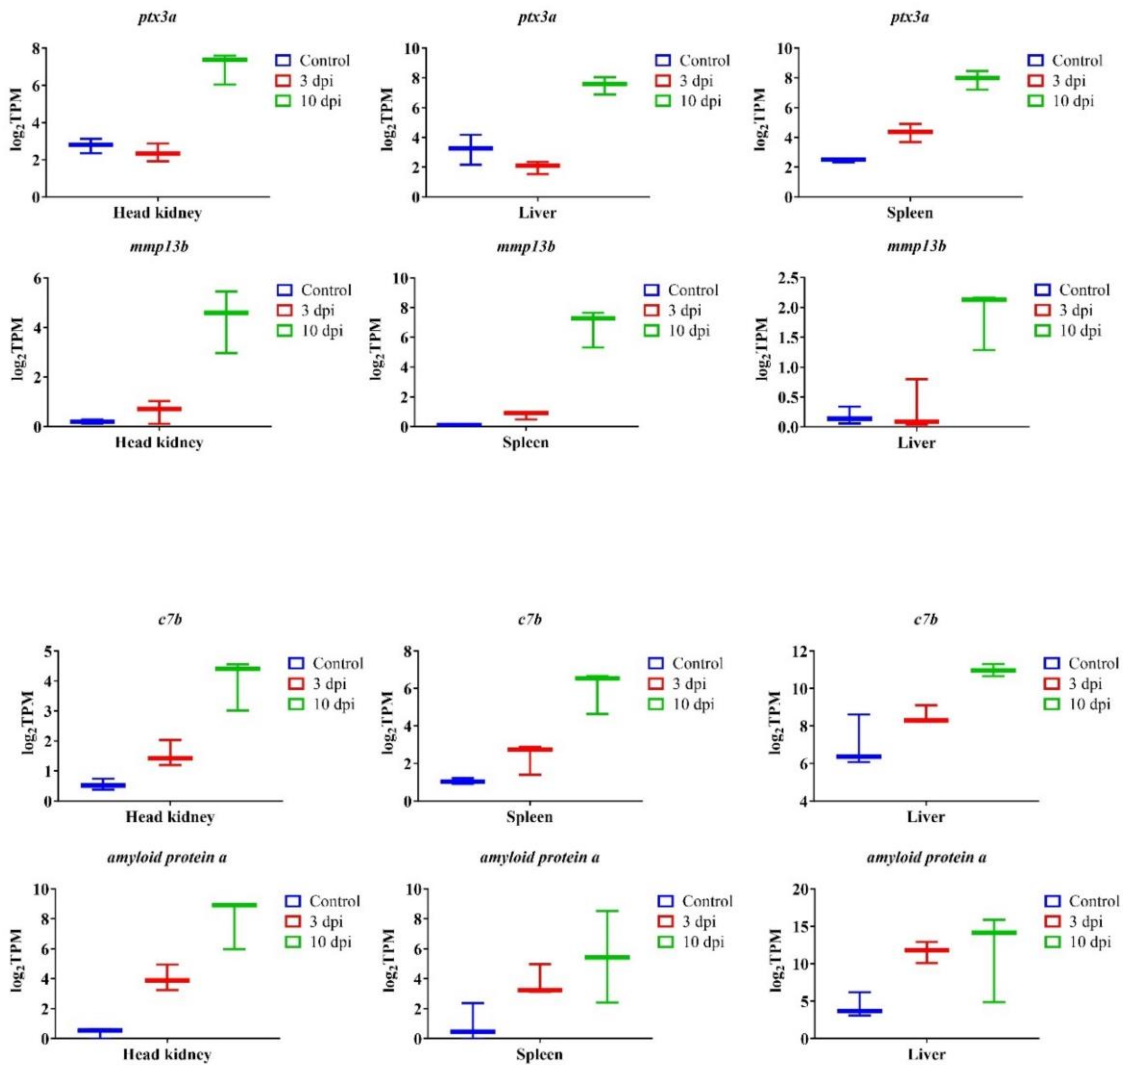 ptx3a
8
6
4
2
0
log₂TPM
Head kidney
Control
3 dpi
10 dpi
ptx3a
10
8
6
4
2
0
log₂TPM
Liver
Control
3 dpi
10 dpi
ptx3a
10
8
6
4
2
0
log₂TPM
Spleen
Control
3 dpi
10 dpi
mmp13b
6
4
2
0
log₂TPM
Head kidney
Control
3 dpi
10 dpi
mmp13b
10
8
6
4
2
0
log₂TPM
Spleen
Control
3 dpi
10 dpi
mmp13b
2.5
2.0
1.5
1.0
0.5
0.0
log₂TPM
Liver
Control
3 dpi
10 dpi
c7b
5
4
3
2
1
0
log₂TPM
Head kidney
Control
3 dpi
10 dpi
c7b
8
6
4
2
0
log₂TPM
Spleen
Control
3 dpi
10 dpi
c7b
12
10
8
6
4
log₂TPM
Liver
Control
3 dpi
10 dpi
amyloid protein a
10
8
6
4
2
0
log₂TPM
Head kidney
Control
3 dpi
10 dpi
amyloid protein a
10
8
6
4
2
0
log₂TPM
Spleen
Control
3 dpi
10 dpi
amyloid protein a
20
15
10
5
0
log₂TPM
Liver
Control
3 dpi
10 dpi